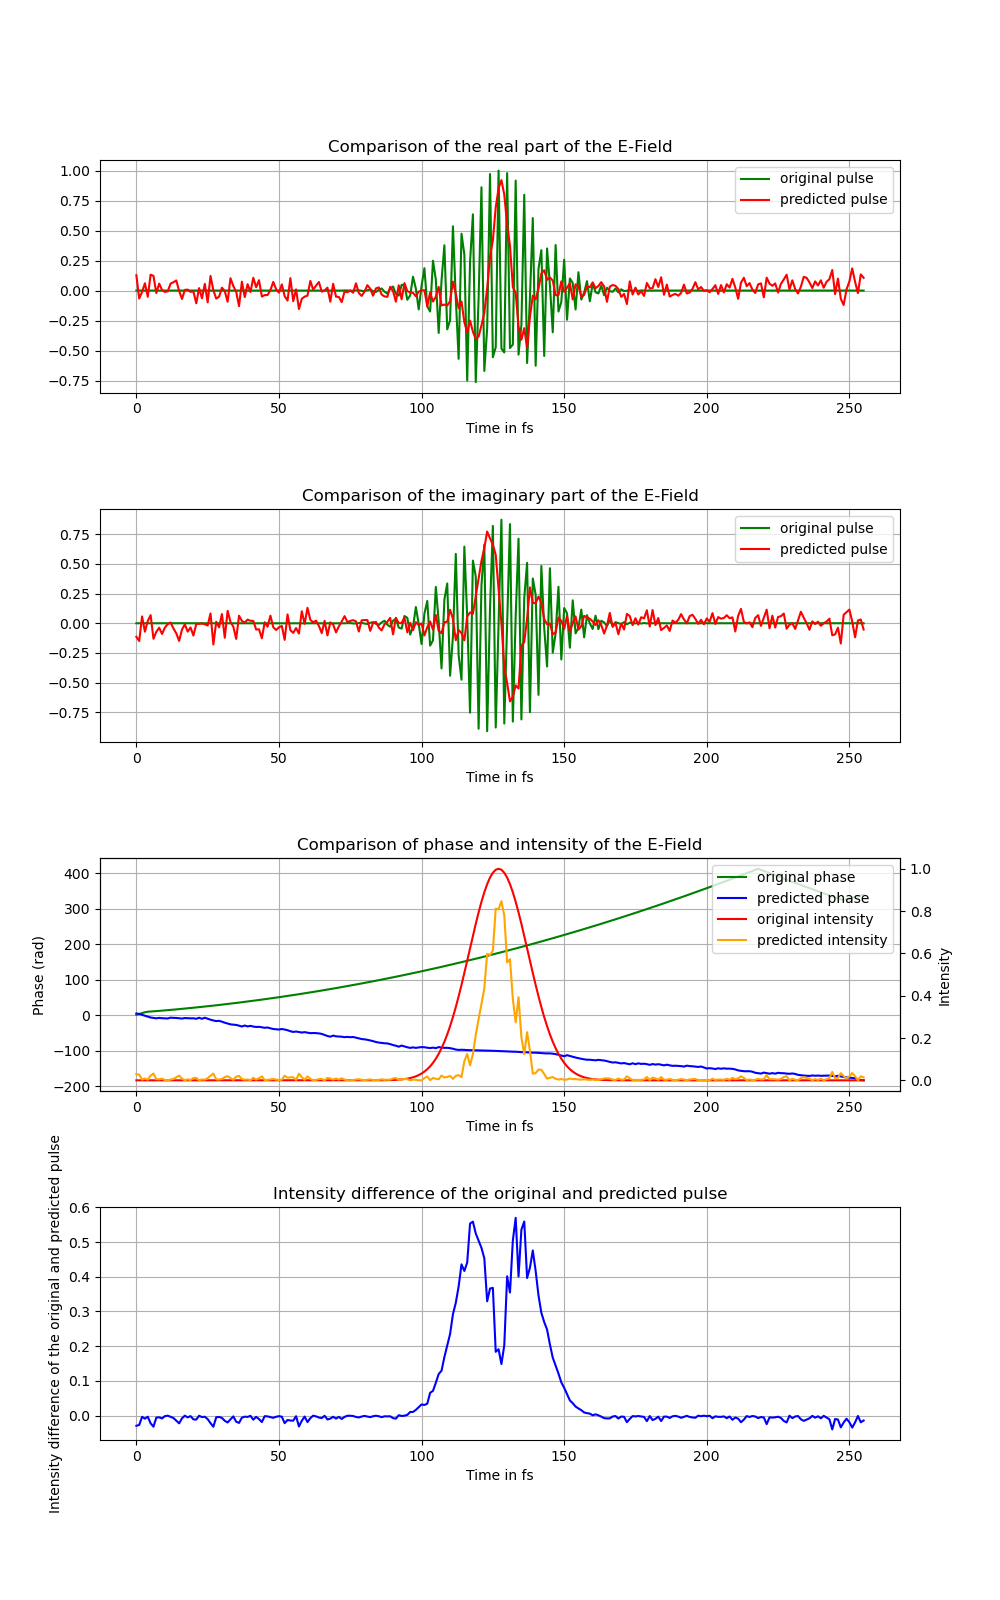 Comparison of the real part of the E-Field
1.00
0.75
0.50
0.25
0.00
−0.25
−0.50
−0.75
original pulse
predicted pulse
0 50 100 150 200 250
Time in fs
Comparison of the imaginary part of the E-Field
0.75
0.50
0.25
0.00
−0.25
−0.50
−0.75
original pulse
predicted pulse
0 50 100 150 200 250
Time in fs
Comparison of phase and intensity of the E-Field
Phase (rad)
400
300
200
100
0
−100
−200
original phase
predicted phase
original intensity
predicted intensity
1.0
0.8
0.6
0.4
0.2
0.0
Intensity
0 50 100 150 200 250
Time in fs
Intensity difference of the original and predicted pulse
Intensity difference of the original and predicted pulse
0.6
0.5
0.4
0.3
0.2
0.1
0.0
0 50 100 150 200 250
Time in fs